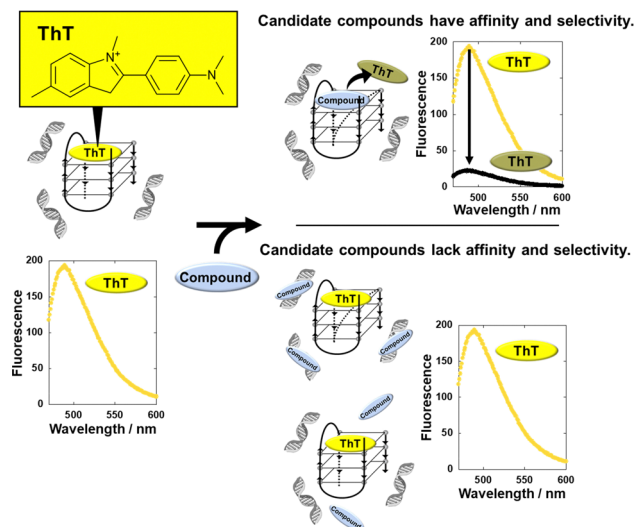 ThT
N+
N
ThT
200
150
100
50
0
Fluorescence
ThT
500
550
600
Wavelength / nm
Compound
Candidate compounds have affinity and selectivity.
Compound
ThT
200
150
100
50
0
Fluorescence
ThT
ThT
500
550
600
Wavelength / nm
Candidate compounds lack affinity and selectivity.
Compound
ThT
Compound
Compound
Compound
ThT
Compound
200
150
100
50
0
Fluorescence
ThT
500
550
600
Wavelength / nm